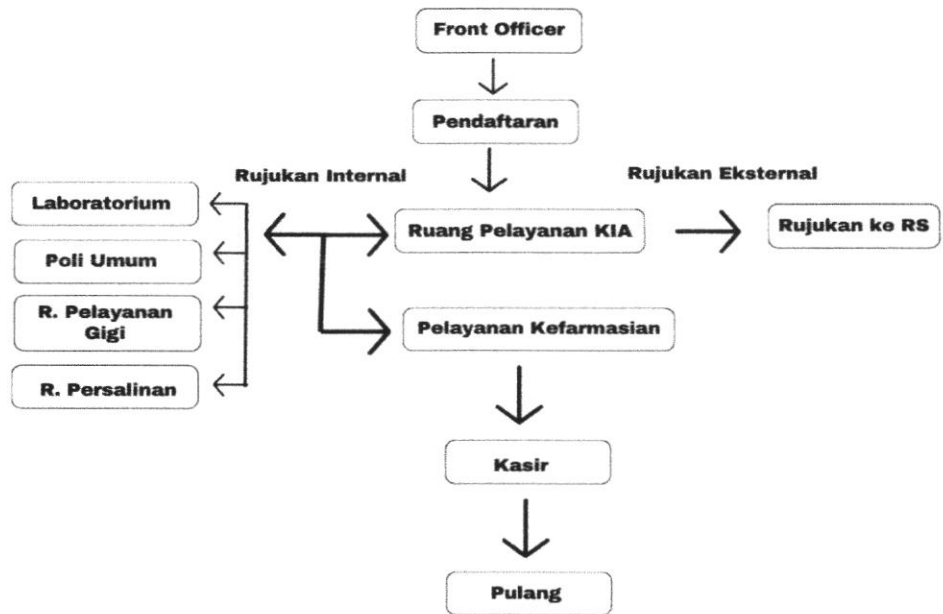 Front Officer
Pendaftaran
Rujukan Internal
Rujukan Eksternal
Laboratorium
Ruang Pelayanan KIA
Rujukan ke RS
Poli Umum
R. Pelayanan
Gigi
Pelayanan Kefarmasian
R. Persalinan
Kasir
Pulang